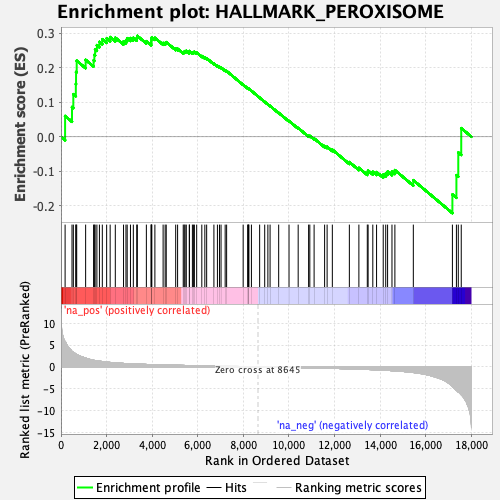 Enrichment plot: HALLMARK_PEROXISOME
Enrichment score (ES)
0.3
0.2
0.1
0.0
-0.1
-0.2
'na_pos' (positively correlated)
Ranked list metric (PreRanked)
10
5
0
-5
-10
-15
Zero cross at 8645
'na_neg' (negatively correlated)
0 2,000 4,000 6,000 8,000 10,000 12,000 14,000 16,000 18,000
Rank in Ordered Dataset
Enrichment profile Hits Ranking metric scores